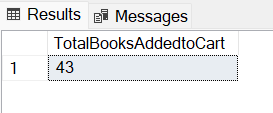 Results Messages
TotalBooksAddedtoCart
1 43